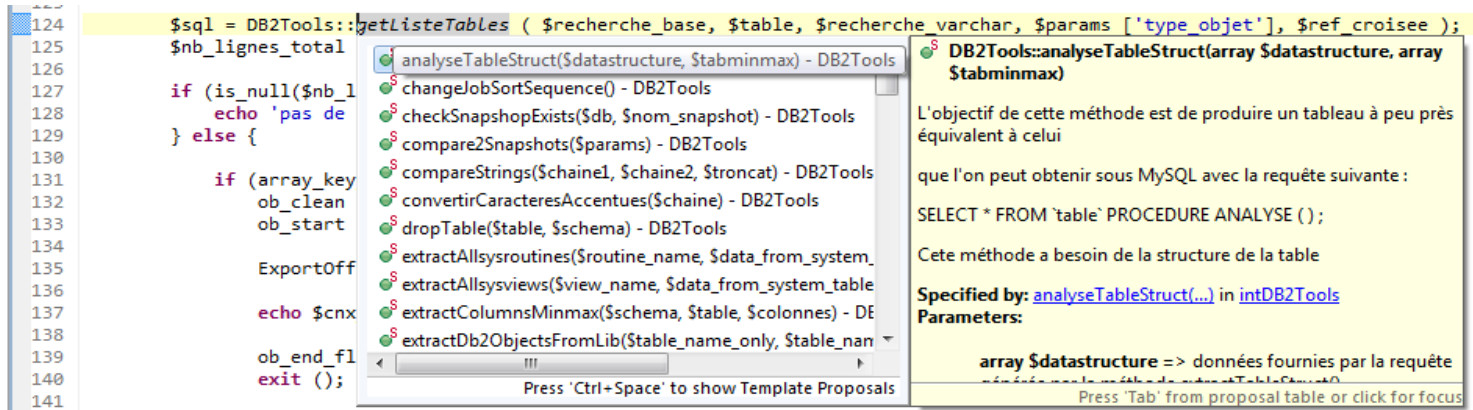 124 $sql = DB2Tools::getListeTables ( $recherche_base, $table, $recherche_varchar, $params ['type_objet'], $ref_croisee );
125 $nb_lignes_total
126
127 if (is_null($nb_l
128 echo 'pas de
129 } else {
130
131 if (array_key
132 ob_clean
133 ob_start
134
135 ExportOff
136
137 echo $cnx
138
139 ob_end_fl
140 exit ();
141
analyseTableStruct($datastructure, $tabminmax) - DB2Tools
changeJobSortSequence() - DB2Tools
checkSnapshopExists($db, $nom_snapshot) - DB2Tools
compare2Snapshots($params) - DB2Tools
compareStrings($chaine1, $chaine2, $troncat) - DB2Tools
convertirCaracteresAccentues($chaine) - DB2Tools
dropTable($table, $schema) - DB2Tools
extractAllsysroutines($routine_name, $data_from_system_
extractAllsysviews($view_name, $data_from_system_table
extractColumnsMinmax($schema, $table, $colonnes) - DE
extractDb2ObjectsFromLib($table_name_only, $table_nam
Press 'Ctrl+Space' to show Template Proposals
DB2Tools::analyseTableStruct(array $datastructure, array
$tabminmax)
L'objectif de cette méthode est de produire un tableau à peu près
équivalent à celui
que l'on peut obtenir sous MySQL avec la requête suivante :
SELECT * FROM `table` PROCEDURE ANALYSE ( ) ;
Cete méthode a besoin de la structure de la table
Specified by: analyseTableStruct(...) in intDB2Tools
Parameters:
array $datastructure => données fournies par la requête
générée par la méthode extractTableStruct()
Press 'Tab' from proposal table or click for focus